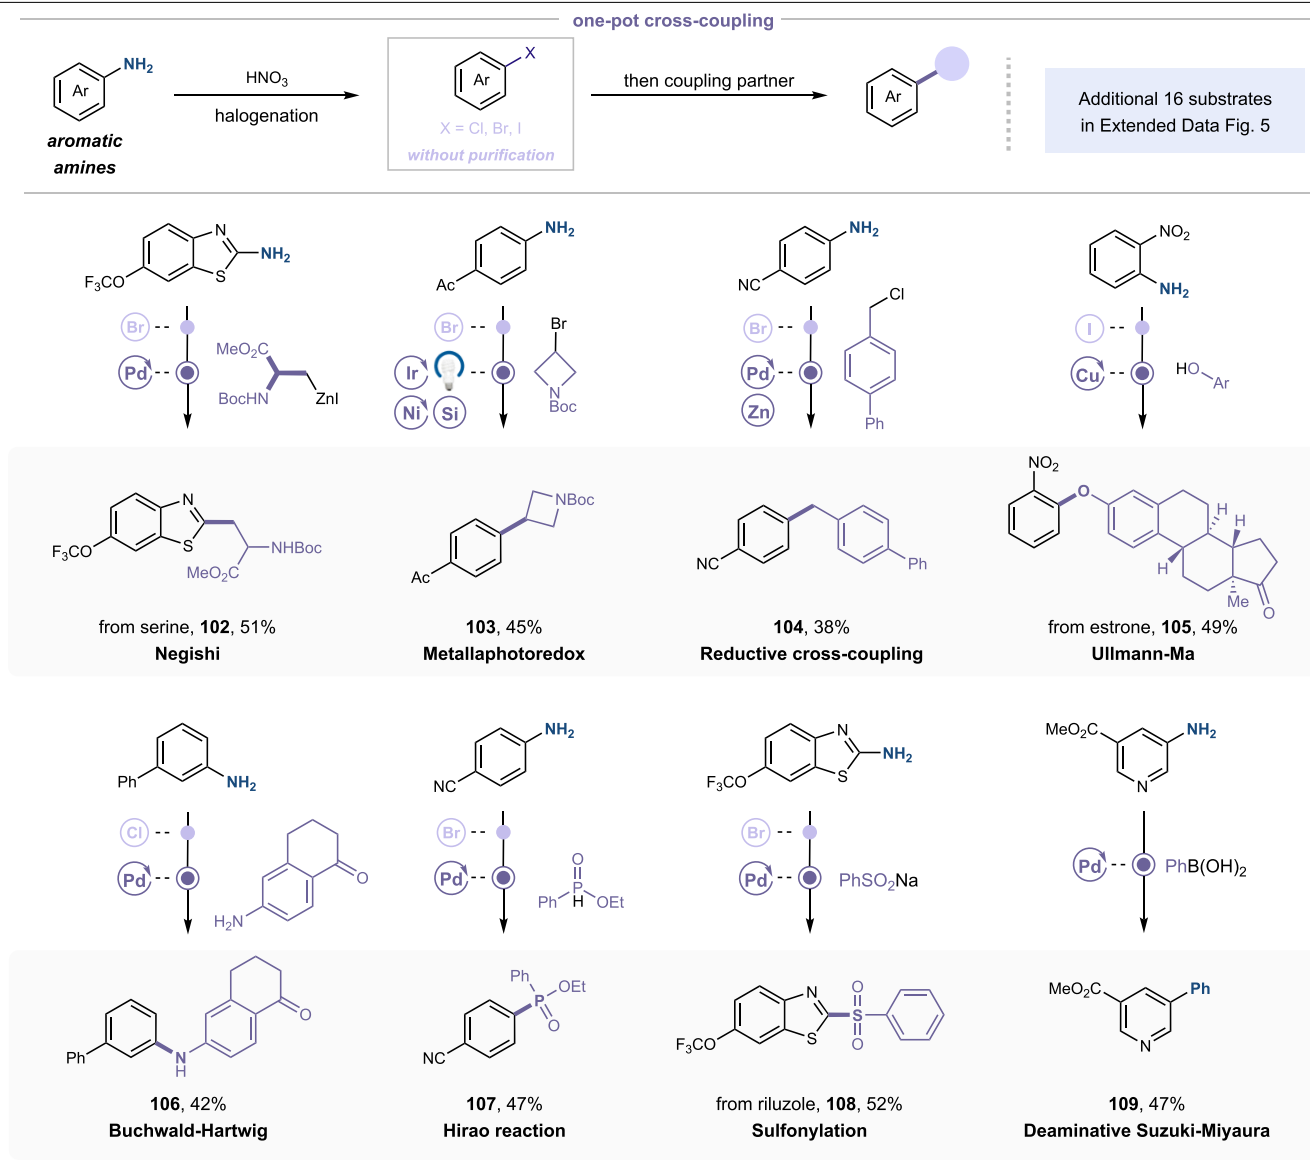 one-pot cross-coupling
NH₂
Ar
aromatic
amines
HNO₃
halogenation
X
Ar
X = Cl, Br, I
without purification
then coupling partner
Ar
Additional 16 substrates
in Extended Data Fig. 5
N
NH₂
S
F₃CO
Br
Pd
MeO₂C
BocHN
ZnI
NH₂
Ac
Br
Ir
Ni
Si
Br
N
Boc
NH₂
NC
Br
Pd
Zn
Cl
Ph
NO₂
NH₂
I
Cu
HO
Ar
N
S
F₃CO
NHBoc
MeO₂C
from serine, 102, 51%
Negishi
NBoc
Ac
103, 45%
Metallaphotoredox
NC
Ph
104, 38%
Reductive cross-coupling
NO₂
O
H
H
H
Me
O
from estrone, 105, 49%
Ullmann-Ma
Ph
NH₂
Cl
Pd
O
H₂N
NH₂
NC
Br
Pd
O
Ph
P
H
OEt
N
NH₂
S
F₃CO
Br
Pd
PhSO₂Na
MeO₂C
NH₂
N
Pd
PhB(OH)₂
O
Ph
N
H
106, 42%
Buchwald-Hartwig
Ph
OEt
P
O
NC
107, 47%
Hirao reaction
N
O
S
O
S
F₃CO
from riluzole, 108, 52%
Sulfonylation
MeO₂C
Ph
N
109, 47%
Deaminative Suzuki-Miyaura